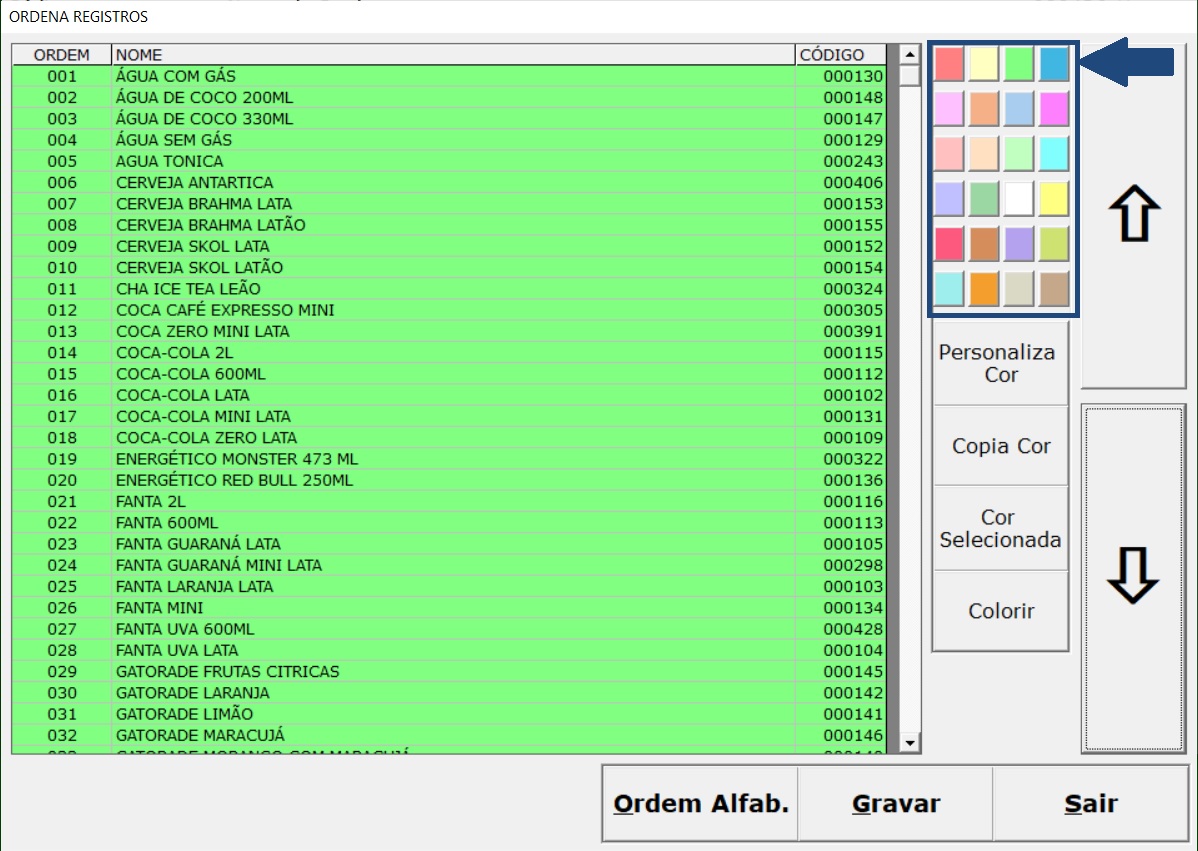 ORDENA REGISTROS
ORDEM NOME CÓDIGO
001 ÁGUA COM GÁS 000130
002 ÁGUA DE COCO 200ML 000148
003 ÁGUA DE COCO 330ML 000147
004 ÁGUA SEM GÁS 000129
005 AGUA TONICA 000243
006 CERVEJA ANTARTICA 000406
007 CERVEJA BRAHMA LATA 000153
008 CERVEJA BRAHMA LATÃO 000155
009 CERVEJA SKOL LATA 000152
010 CERVEJA SKOL LATÃO 000154
011 CHA ICE TEA LEÃO 000324
012 COCA CAFÉ EXPRESSO MINI 000305
013 COCA ZERO MINI LATA 000391
014 COCA-COLA 2L 000115
015 COCA-COLA 600ML 000112
016 COCA-COLA LATA 000102
017 COCA-COLA MINI LATA 000131
018 COCA-COLA ZERO LATA 000109
019 ENERGÉTICO MONSTER 473 ML 000322
020 ENERGÉTICO RED BULL 250ML 000136
021 FANTA 2L 000116
022 FANTA 600ML 000113
023 FANTA GUARANÁ LATA 000105
024 FANTA GUARANÁ MINI LATA 000298
025 FANTA LARANJA LATA 000103
026 FANTA MINI 000134
027 FANTA UVA 600ML 000428
028 FANTA UVA LATA 000104
029 GATORADE FRUTAS CITRICAS 000145
030 GATORADE LARANJA 000142
031 GATORADE LIMÃO 000141
032 GATORADE MARACUJÁ 000146
Personaliza
Cor
Copia Cor
Cor
Selecionada
Colorir
Ordem Alfab.
Gravar
Sair